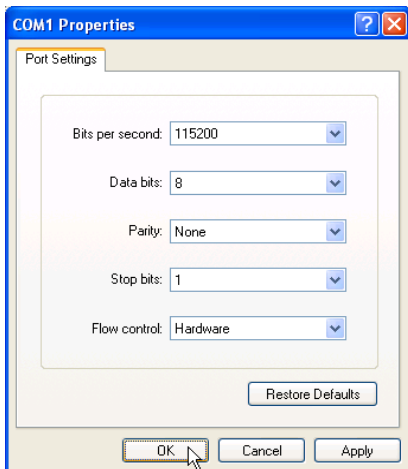 COM1 Properties
Port Settings
Bits per second: 115200
Data bits: 8
Parity: None
Stop bits: 1
Flow control: Hardware
Restore Defaults
OK Cancel Apply